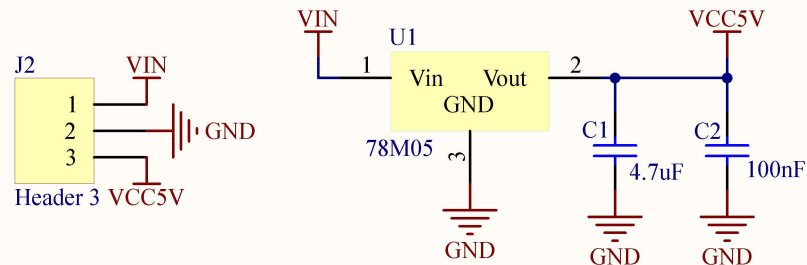 J2
VIN
1
2
3
GND
VCC5V
Header 3
VIN
VCC5V
U1
1
2
Vin
Vout
GND
78M05
3
GND
C1
4.7uF
GND
C2
100nF
GND